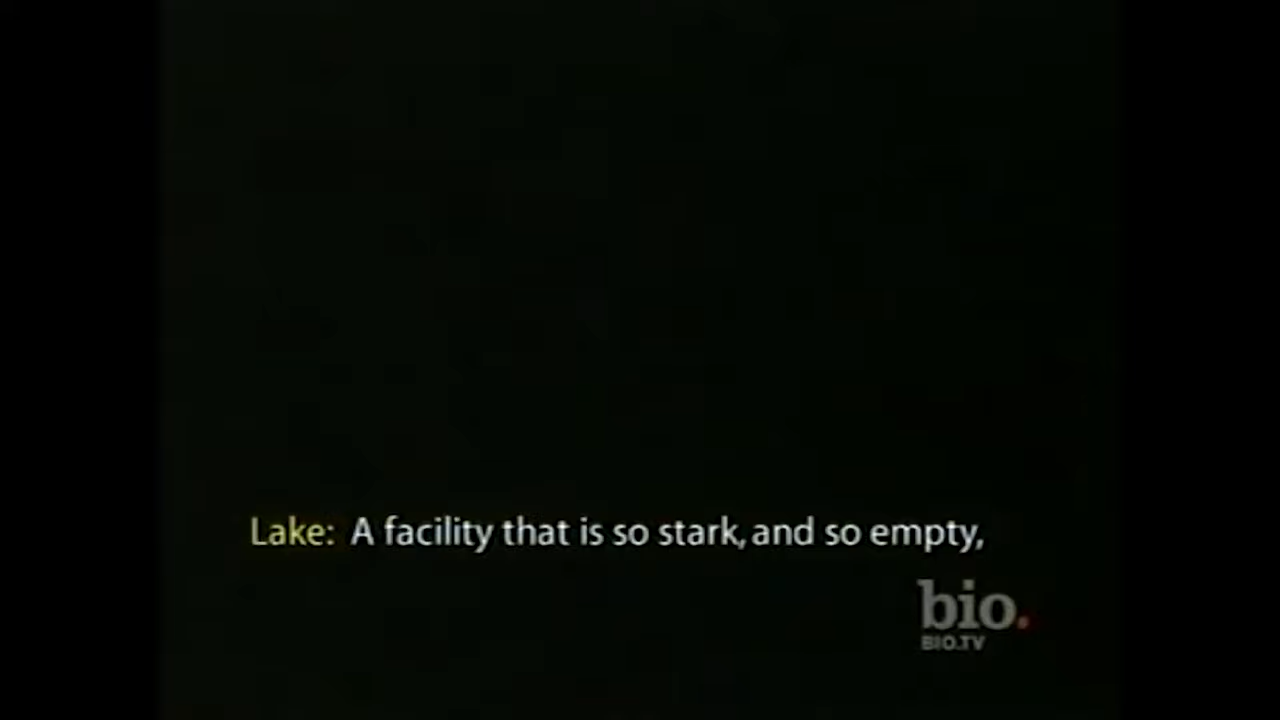 Lake: A facility that is so stark, and so empty,
bio.
BIO.TV